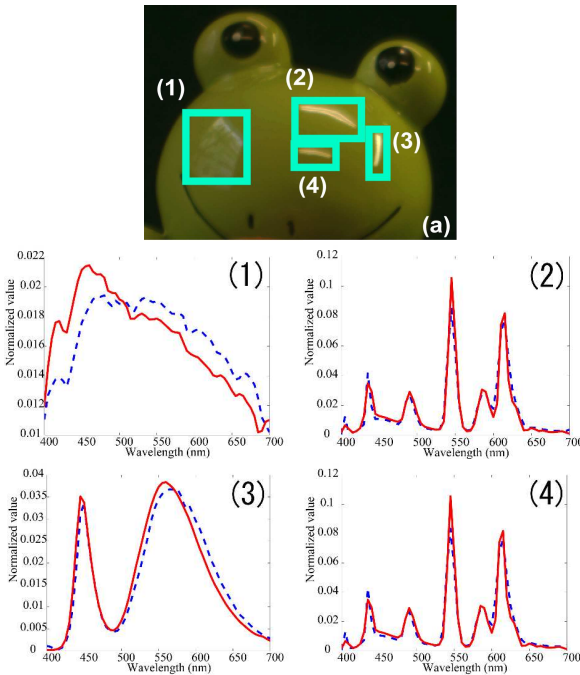 (1)
(2)
(3)
(4)
(a)
(1)
Normalized value
0.022
0.02
0.018
0.016
0.014
0.012
0.01
400 450 500 550 600 650 700
Wavelength (nm)
(2)
Normalized value
0.12
0.1
0.08
0.06
0.04
0.02
0
400 450 500 550 600 650 700
Wavelength (nm)
(3)
Normalized value
0.04
0.035
0.03
0.025
0.02
0.015
0.01
0.005
0
400 450 500 550 600 650 700
Wavelength (nm)
(4)
Normalized value
0.12
0.1
0.08
0.06
0.04
0.02
0
400 450 500 550 600 650 700
Wavelength (nm)